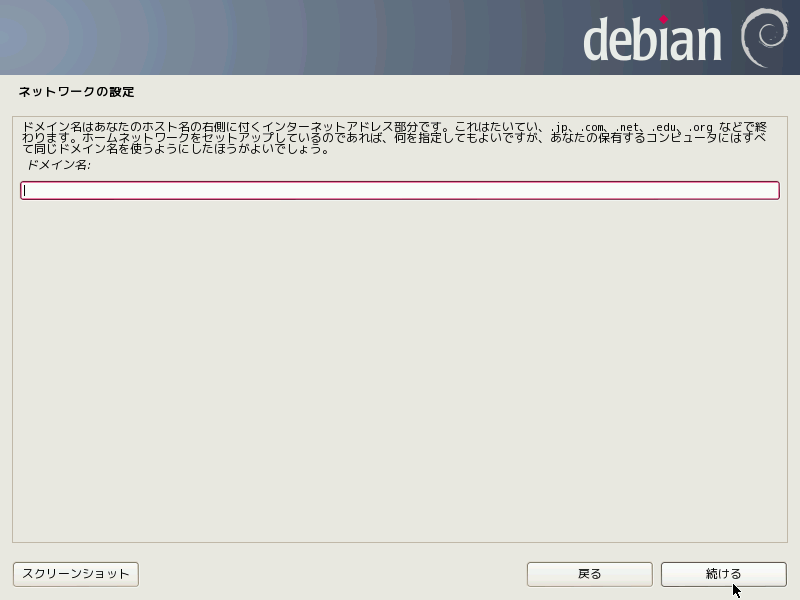 debian
ネットワークの設定
ドメイン名はあなたのホスト名の右側に付くインターネットアドレス部分です。これはたいてい、.jp、.com、.net、.edu、.org などで終
わります。ホームネットワークをセットアップしているのであれば、何を指定してもよいですが、あなたの保有するコンピュータにはすべ
て同じドメイン名を使うようにしたほうがよいでしょう。
ドメイン名:
スクリーンショット
戻る
続ける